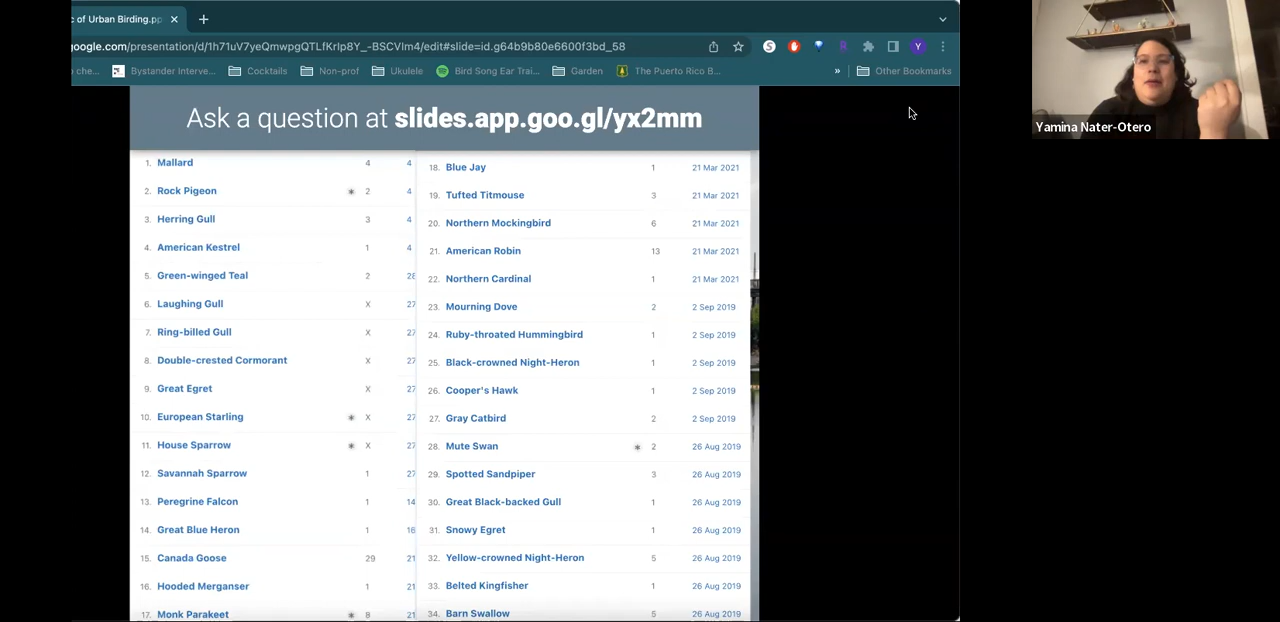 c of Urban Birding.pp
google.com/presentation/d/1h71uV7yeQmwpgQTLfKrlp8Y_-BSCVlm4/edit#slide=id.g64b9b80e6600f3bd_58
che...
Bystander Interve...
Cocktails
Non-prof
Ukulele
Bird Song Ear Trai...
Garden
The Puerto Rico B...
»
Other Bookmarks
Ask a question at slides.app.goo.gl/yx2mm
1. Mallard 4 4
2. Rock Pigeon * 2 4
3. Herring Gull 3 4
4. American Kestrel 1 4
5. Green-winged Teal 2 28
6. Laughing Gull X 27
7. Ring-billed Gull X 27
8. Double-crested Cormorant X 27
9. Great Egret X 27
10. European Starling * X 27
11. House Sparrow * X 27
12. Savannah Sparrow 1 27
13. Peregrine Falcon 1 14
14. Great Blue Heron 1 16
15. Canada Goose 29 21
16. Hooded Merganser 1 21
17. Monk Parakeet * 8 21
18. Blue Jay 1 21 Mar 2021
19. Tufted Titmouse 3 21 Mar 2021
20. Northern Mockingbird 6 21 Mar 2021
21. American Robin 13 21 Mar 2021
22. Northern Cardinal 1 21 Mar 2021
23. Mourning Dove 2 2 Sep 2019
24. Ruby-throated Hummingbird 1 2 Sep 2019
25. Black-crowned Night-Heron 1 2 Sep 2019
26. Cooper's Hawk 1 2 Sep 2019
27. Gray Catbird 2 2 Sep 2019
28. Mute Swan * 2 26 Aug 2019
29. Spotted Sandpiper 3 26 Aug 2019
30. Great Black-backed Gull 1 26 Aug 2019
31. Snowy Egret 1 26 Aug 2019
32. Yellow-crowned Night-Heron 5 26 Aug 2019
33. Belted Kingfisher 1 26 Aug 2019
34. Barn Swallow 5 26 Aug 2019
S
Y
Yamina Nater-Otero